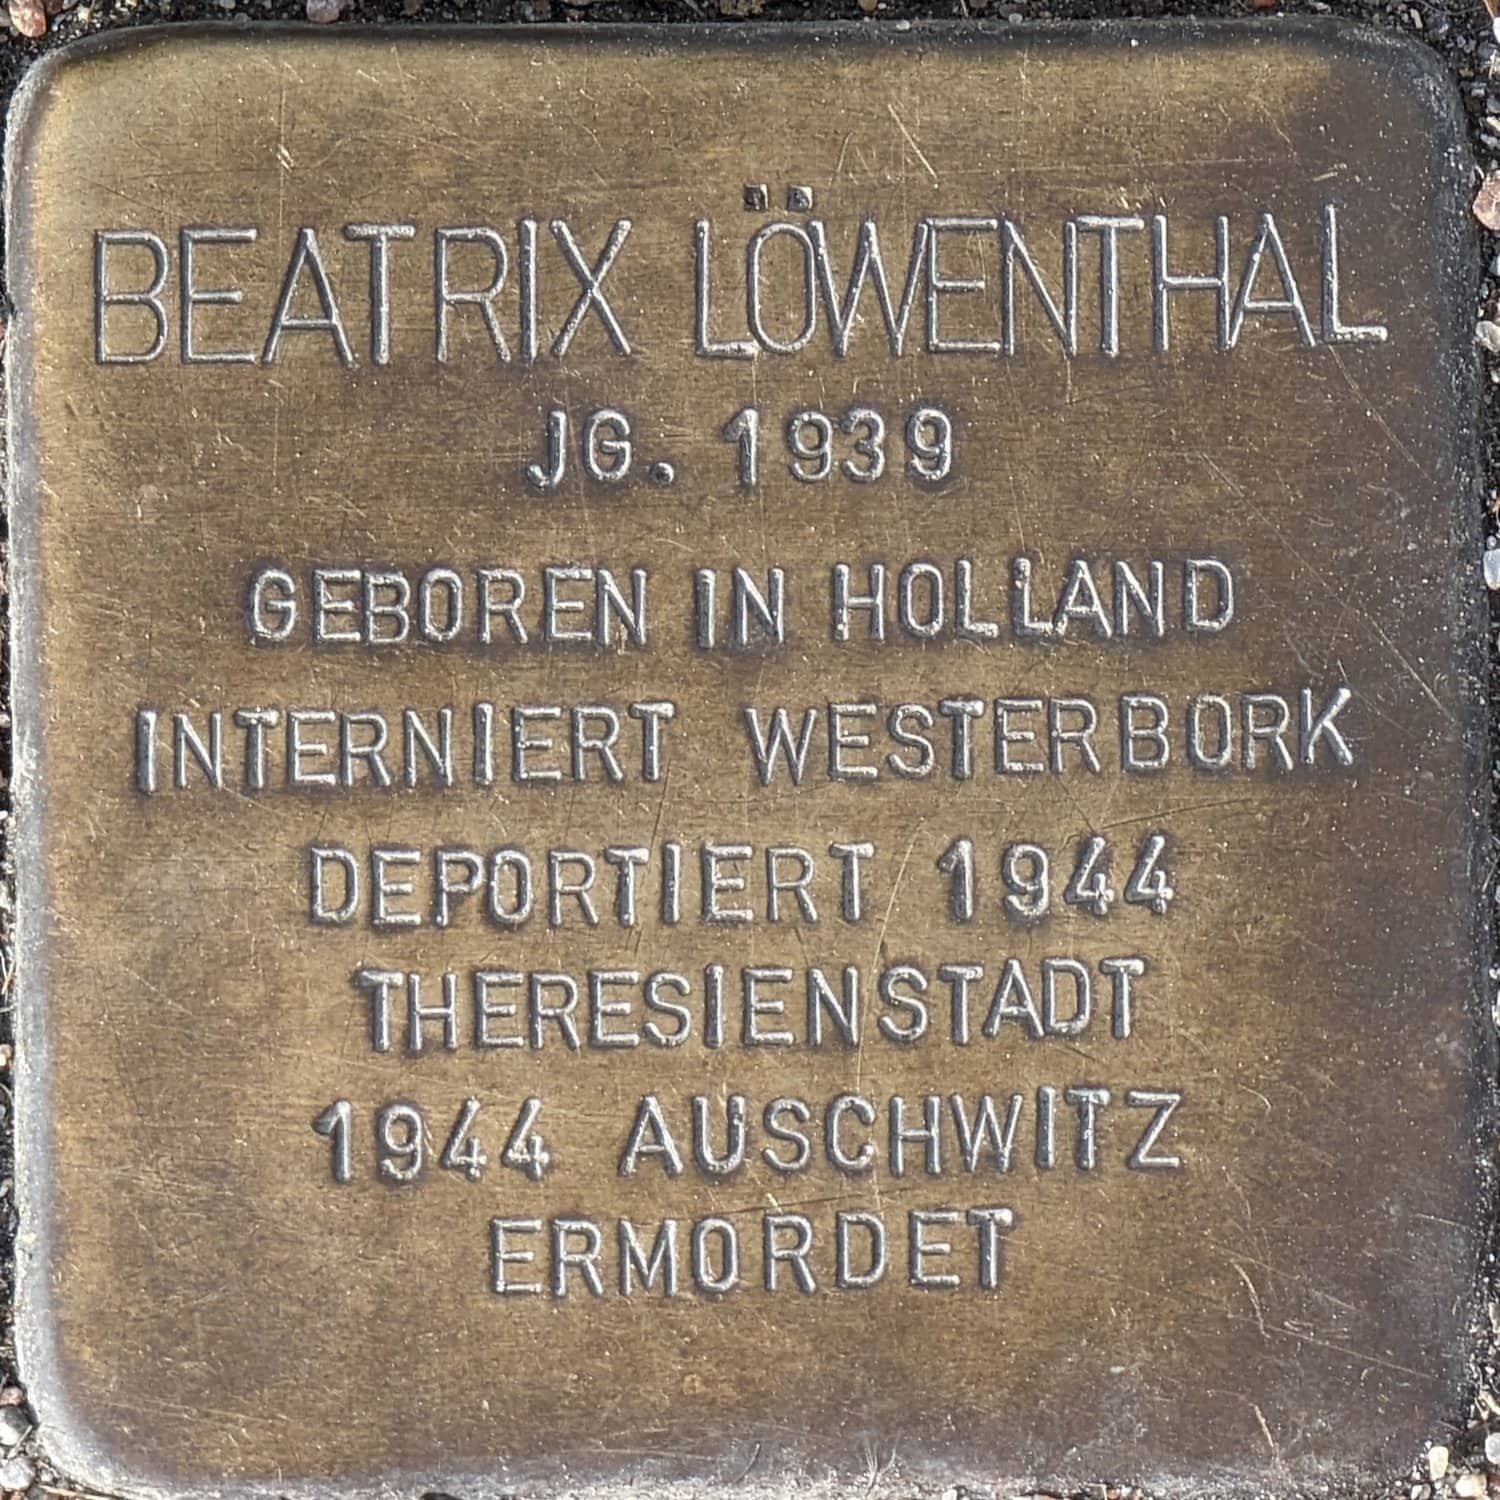 BEATRIX LÖWENTHAL
JG. 1939
GEBOREN IN HOLLAND
INTERNIERT WESTERBORK
DEPORTIERT 1944
THERESIENSTADT
1944 AUSCHWITZ
ERMORDET